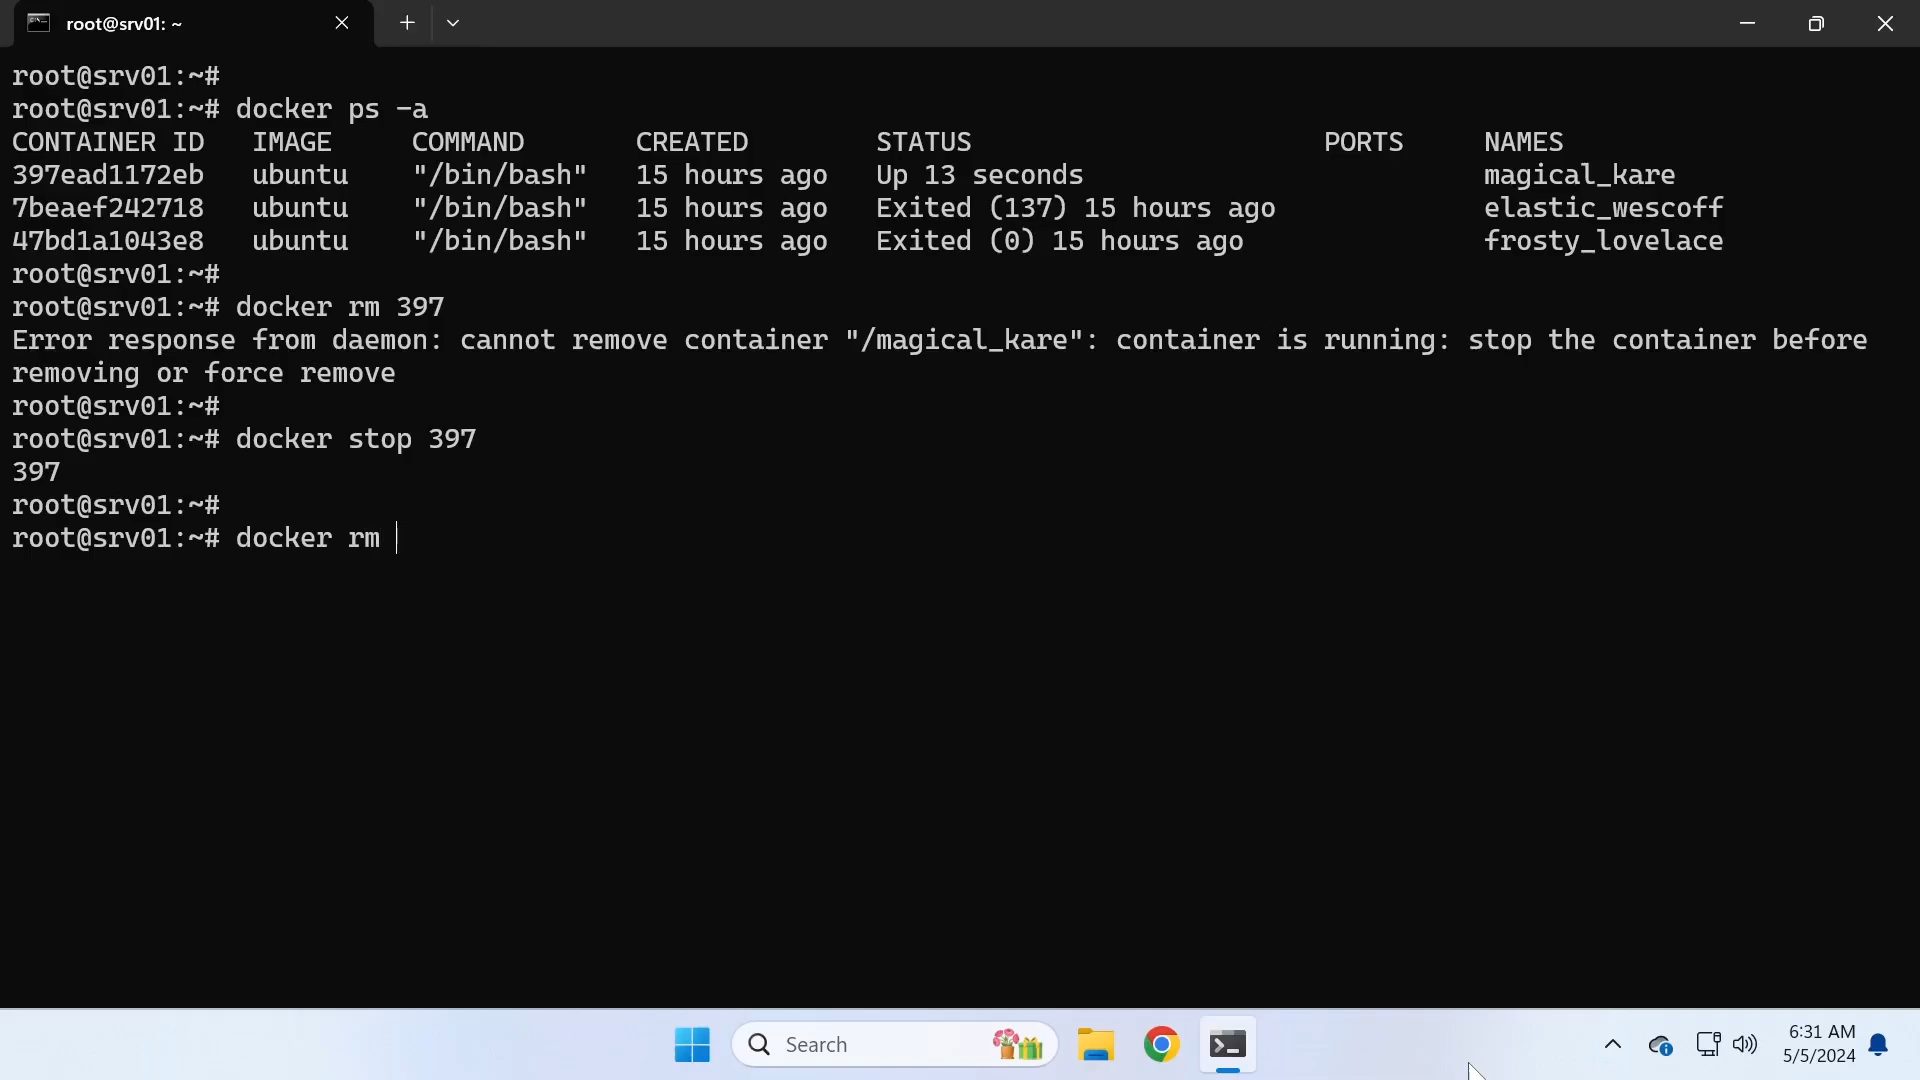 root@srv01: ~
root@srv01:~#
root@srv01:~# docker ps -a
CONTAINER ID   IMAGE     COMMAND       CREATED        STATUS                      PORTS     NAMES
397ead1172eb   ubuntu    "/bin/bash"   15 hours ago   Up 13 seconds                         magical_kare
7beaef242718   ubuntu    "/bin/bash"   15 hours ago   Exited (137) 15 hours ago             elastic_wescoff
47bd1a1043e8   ubuntu    "/bin/bash"   15 hours ago   Exited (0) 15 hours ago               frosty_lovelace
root@srv01:~#
root@srv01:~# docker rm 397
Error response from daemon: cannot remove container "/magical_kare": container is running: stop the container before
removing or force remove
root@srv01:~#
root@srv01:~# docker stop 397
397
root@srv01:~#
root@srv01:~# docker rm
Search
6:31 AM
5/5/2024